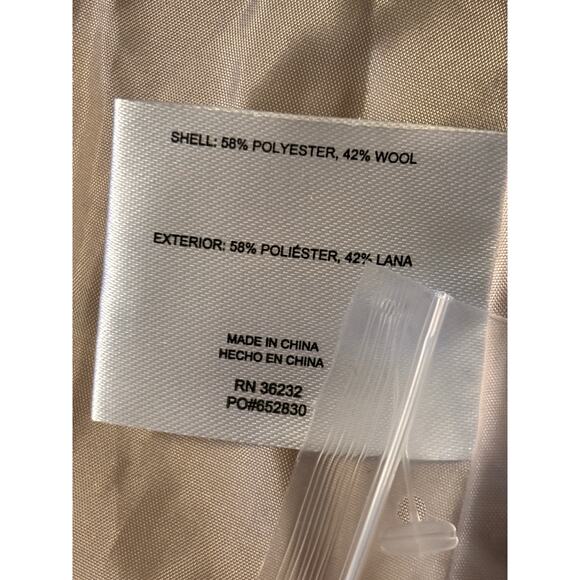 SHELL: 58% POLYESTER, 42% WOOL
EXTERIOR: 58% POLIÉSTER, 42% LANA
MADE IN CHINA
HECHO EN CHINA
RN 36232
PO#652830